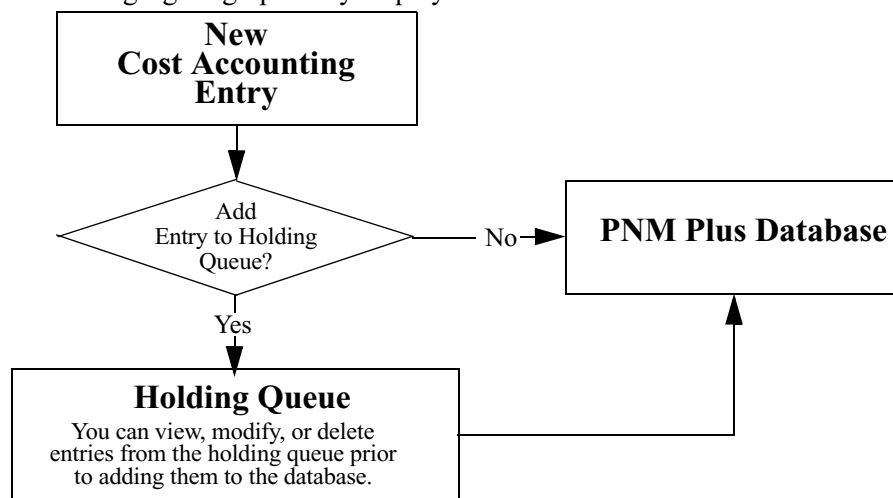 New
Cost Accounting
Entry
Add
Entry to Holding
Queue?
No
PNM Plus Database
Yes
Holding Queue
You can view, modify, or delete
entries from the holding queue prior
to adding them to the database.